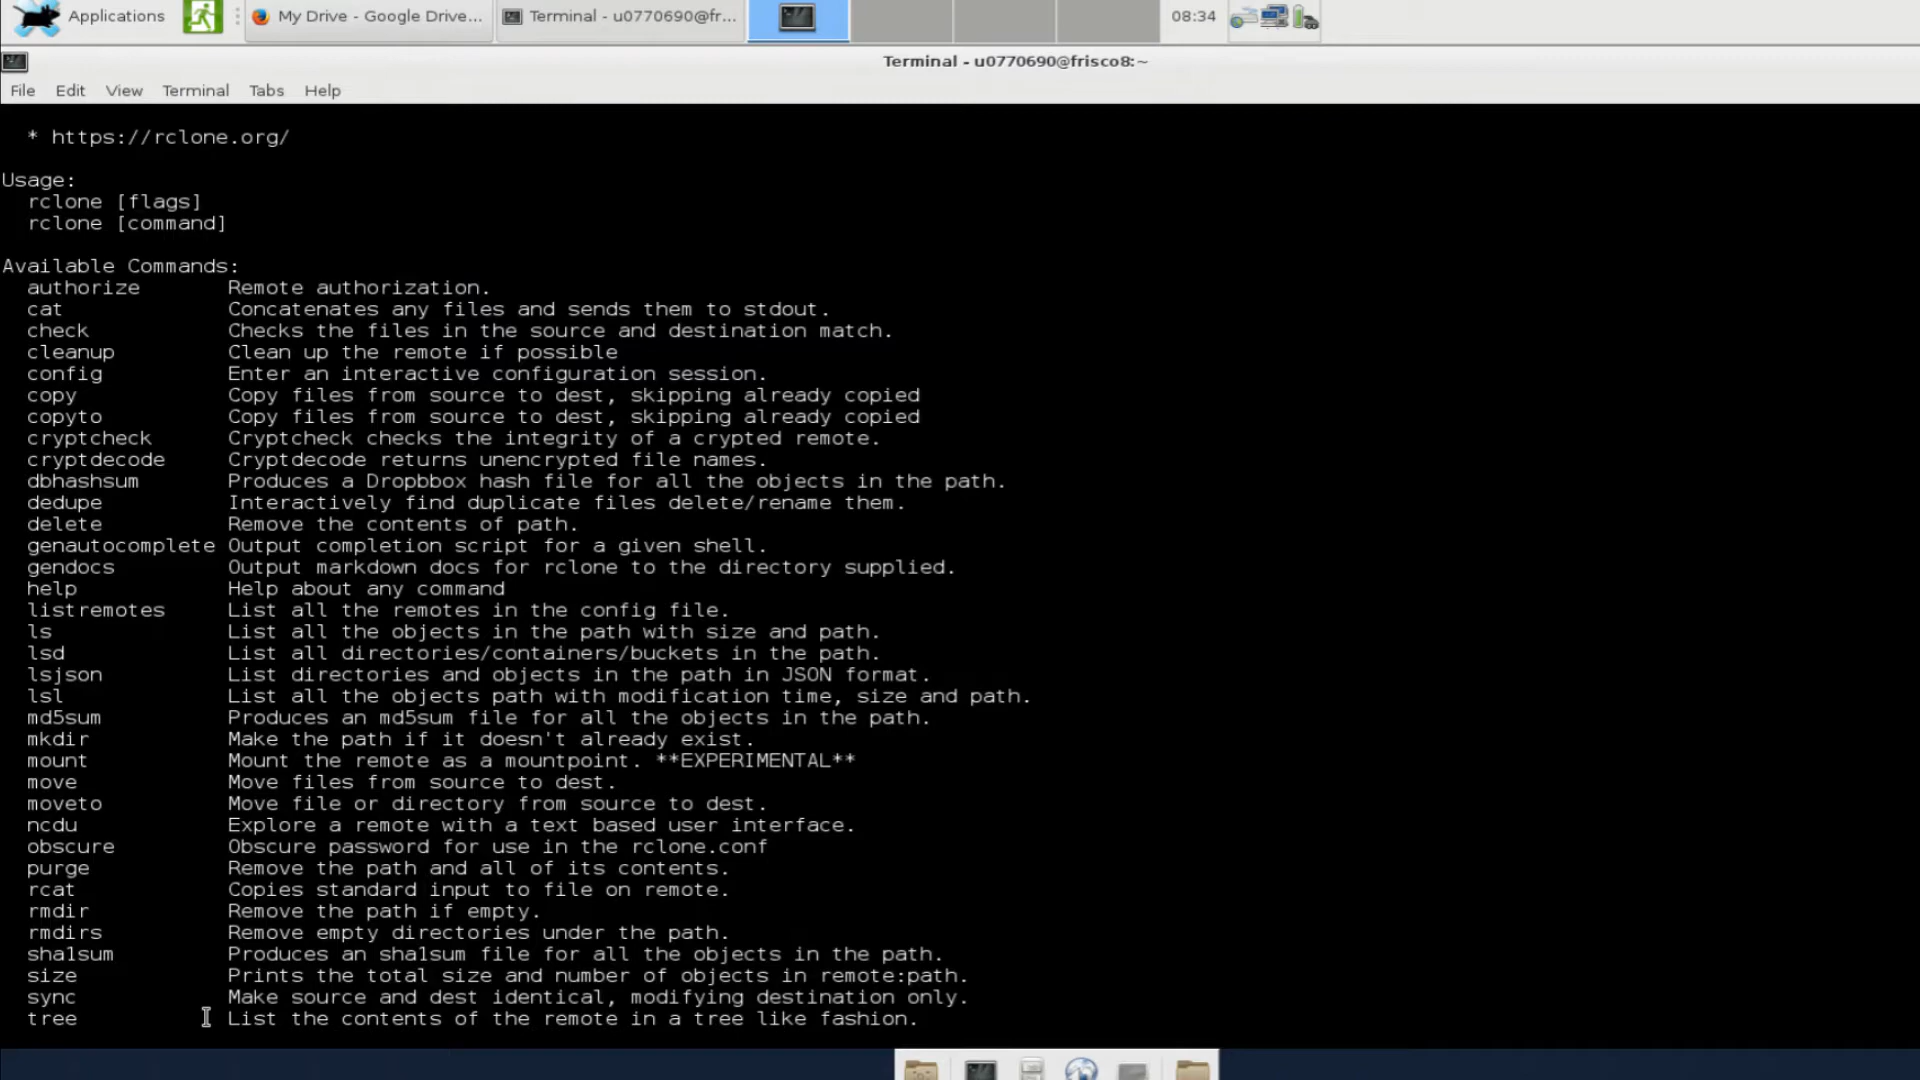 Applications
My Drive - Google Drive...
Terminal - u0770690@fr...
08:34
Terminal - u0770690@frisco8:~
File Edit View Terminal Tabs Help
* https://rclone.org/
Usage:
rclone [flags]
rclone [command]
Available Commands:
authorize Remote authorization.
cat Concatenates any files and sends them to stdout.
check Checks the files in the source and destination match.
cleanup Clean up the remote if possible
config Enter an interactive configuration session.
copy Copy files from source to dest, skipping already copied
copyto Copy files from source to dest, skipping already copied
cryptcheck Cryptcheck checks the integrity of a crypted remote.
cryptdecode Cryptdecode returns unencrypted file names.
dbhashsum Produces a Dropbbox hash file for all the objects in the path.
dedupe Interactively find duplicate files delete/rename them.
delete Remove the contents of path.
genautocomplete Output completion script for a given shell.
gendocs Output markdown docs for rclone to the directory supplied.
help Help about any command
listremotes List all the remotes in the config file.
ls List all the objects in the path with size and path.
lsd List all directories/containers/buckets in the path.
lsjson List directories and objects in the path in JSON format.
lsl List all the objects path with modification time, size and path.
md5sum Produces an md5sum file for all the objects in the path.
mkdir Make the path if it doesn't already exist.
mount Mount the remote as a mountpoint. **EXPERIMENTAL**
move Move files from source to dest.
moveto Move file or directory from source to dest.
ncdu Explore a remote with a text based user interface.
obscure Obscure password for use in the rclone.conf
purge Remove the path and all of its contents.
rcat Copies standard input to file on remote.
rmdir Remove the path if empty.
rmdirs Remove empty directories under the path.
sha1sum Produces an sha1sum file for all the objects in the path.
size Prints the total size and number of objects in remote:path.
sync Make source and dest identical, modifying destination only.
tree List the contents of the remote in a tree like fashion.